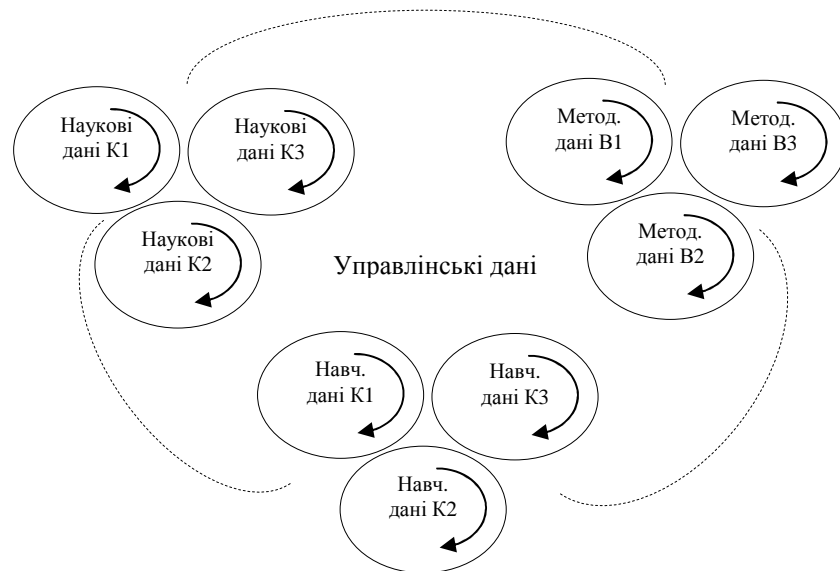 Наукові
дані К1
Наукові
дані К3
Метод.
дані В1
Метод.
дані В3
Наукові
дані К2
Метод.
дані В2
Управлінські дані
Навч.
дані К1
Навч.
дані К3
Навч.
дані К2